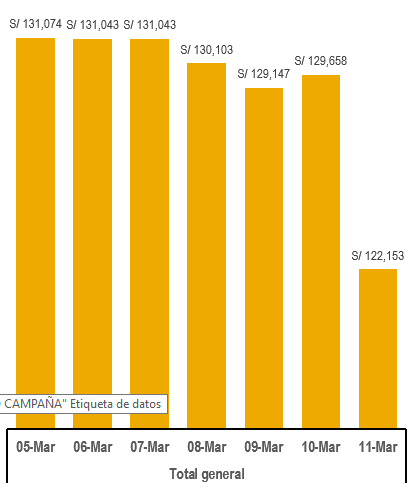 S/ 131,074 S/ 131,043 S/ 131,043
S/ 130,103
S/ 129,147
S/ 129,658
S/ 122,153
CAMPAÑA" Etiqueta de datos
05-Mar 06-Mar 07-Mar 08-Mar 09-Mar 10-Mar 11-Mar
Total general